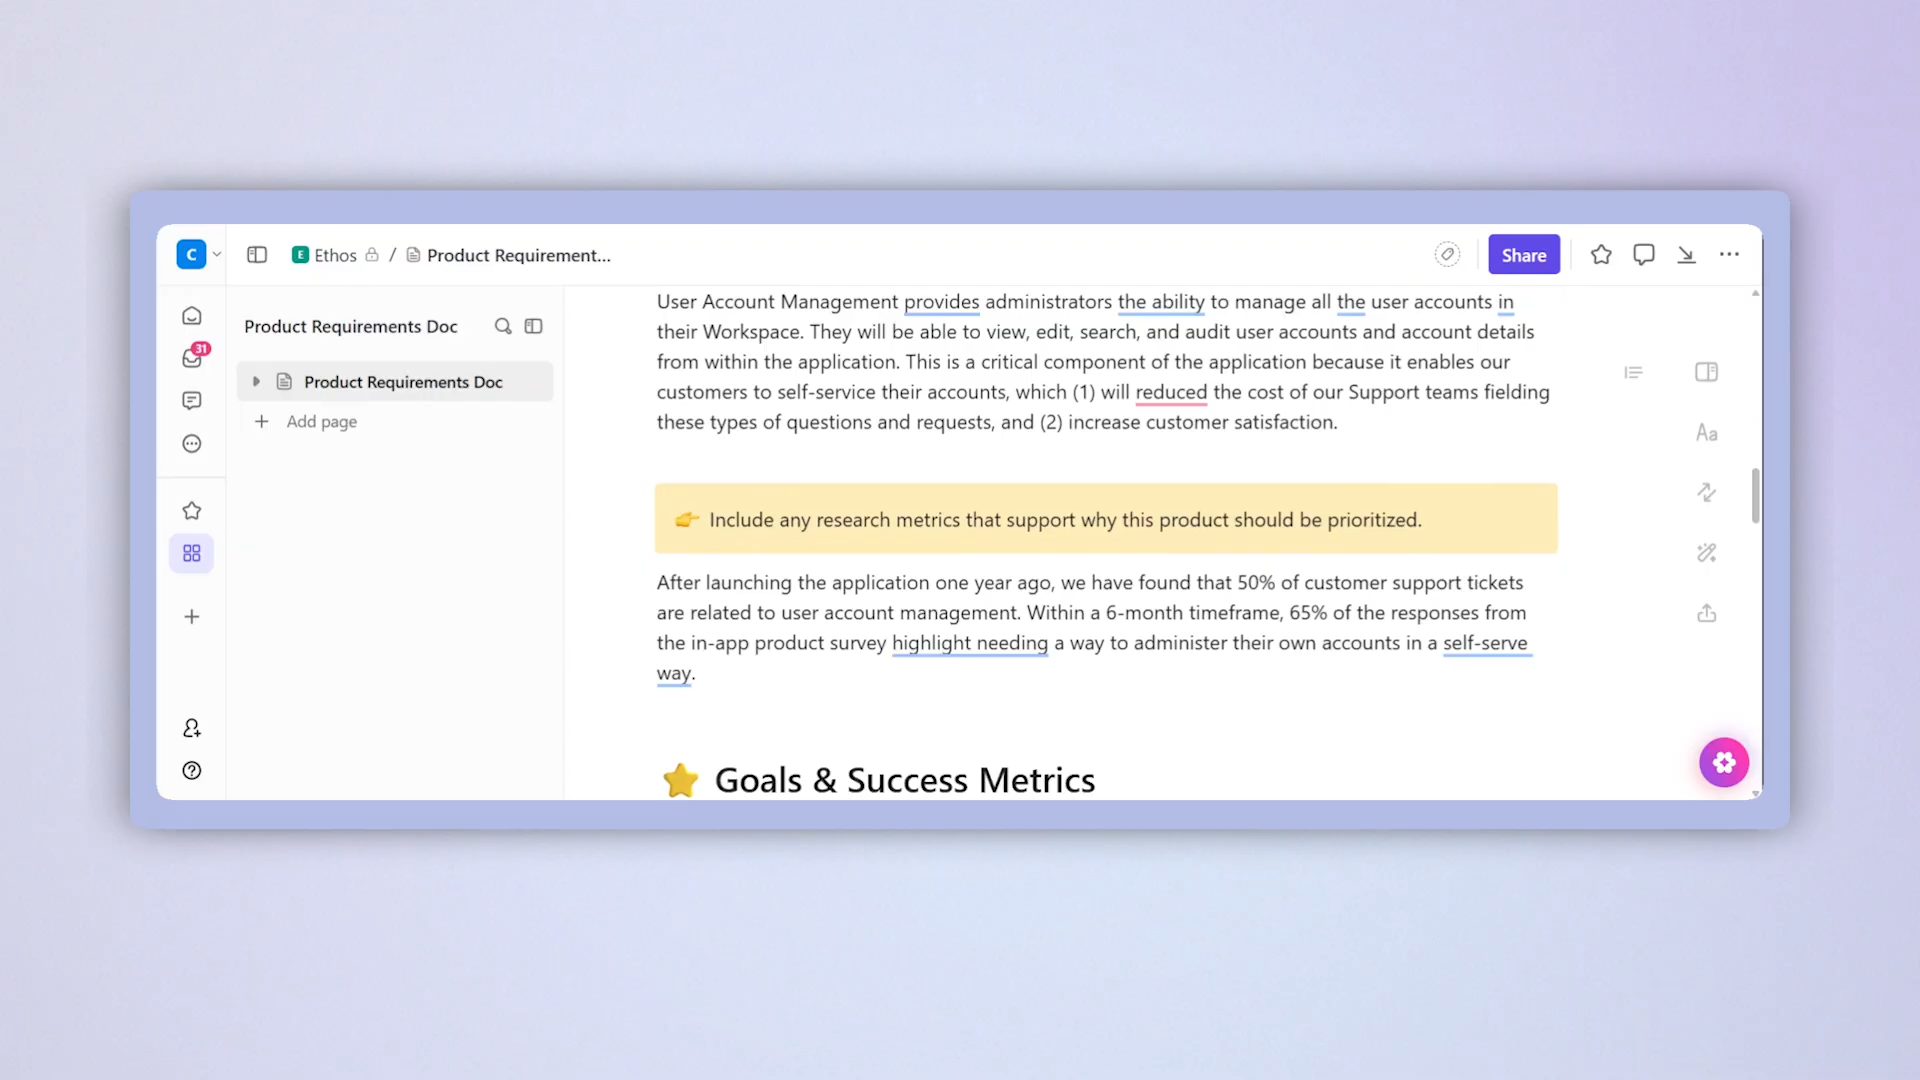 C
E Ethos / Product Requirement...
Share
31
Product Requirements Doc
Product Requirements Doc
Add page
User Account Management provides administrators the ability to manage all the user accounts in
their Workspace. They will be able to view, edit, search, and audit user accounts and account details
from within the application. This is a critical component of the application because it enables our
customers to self-service their accounts, which (1) will reduced the cost of our Support teams fielding
these types of questions and requests, and (2) increase customer satisfaction.
👉 Include any research metrics that support why this product should be prioritized.
After launching the application one year ago, we have found that 50% of customer support tickets
are related to user account management. Within a 6-month timeframe, 65% of the responses from
the in-app product survey highlight needing a way to administer their own accounts in a self-serve
way.
⭐ Goals & Success Metrics
Aa